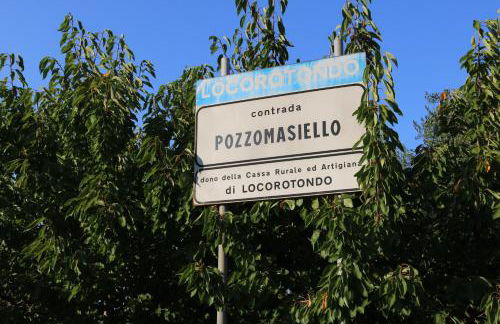 LOCOROTONDO
contrada
POZZOMASIELLO
dono della Cassa Rurale ed Artigiana
di LOCOROTONDO